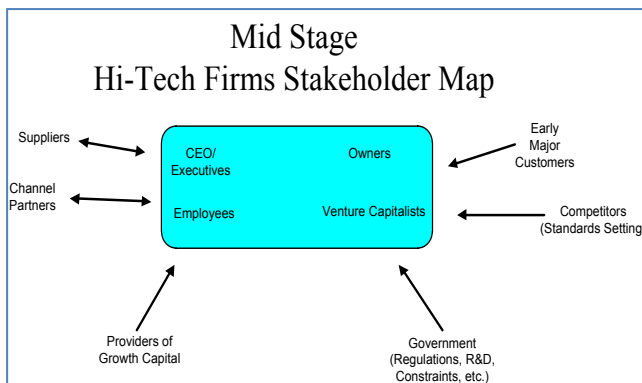 Mid Stage
Hi-Tech Firms Stakeholder Map
Suppliers
Channel
Partners
CEO/
Executives
Owners
Employees
Venture Capitalists
Early
Major
Customers
Competitors
(Standards Setting
Providers of
Growth Capital
Government
(Regulations, R&D,
Constraints, etc.)